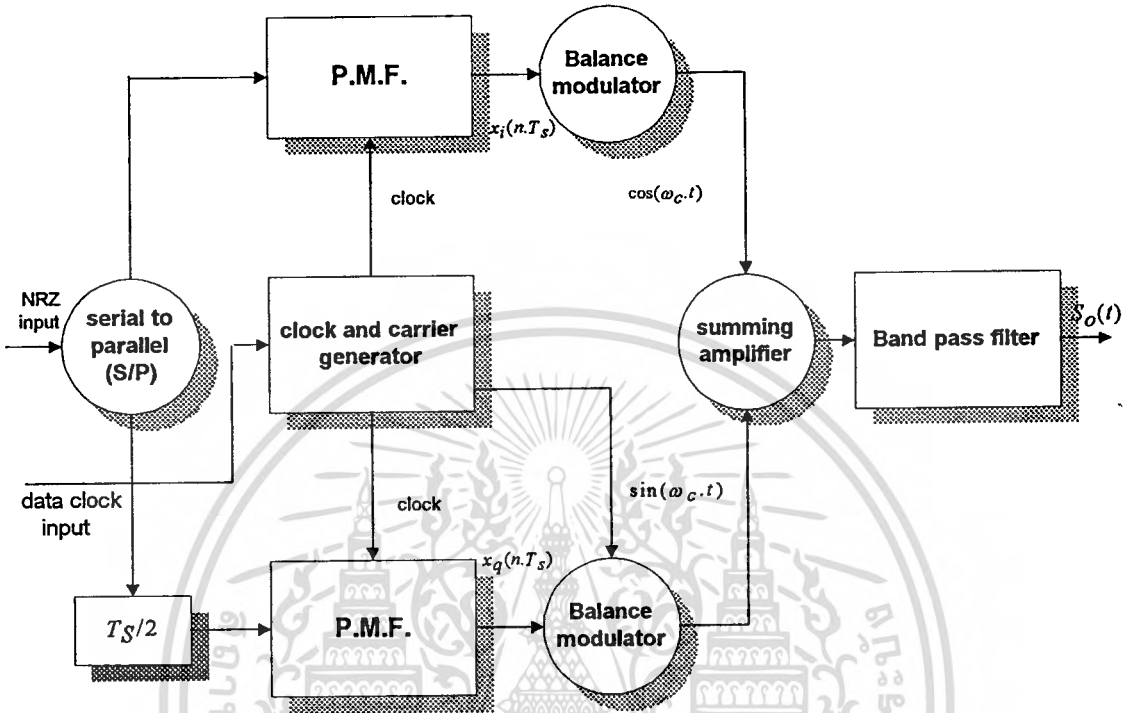 P.M.F.
Balance
modulator
x_i(n.T_s)
clock
cos(ω_c.t)
NRZ
input
serial to
parallel
(S/P)
clock and carrier
generator
summing
amplifier
Band pass filter
S_o(t)
data clock
input
clock
sin(ω_c.t)
x_q(n.T_s)
T_S/2
P.M.F.
Balance
modulator